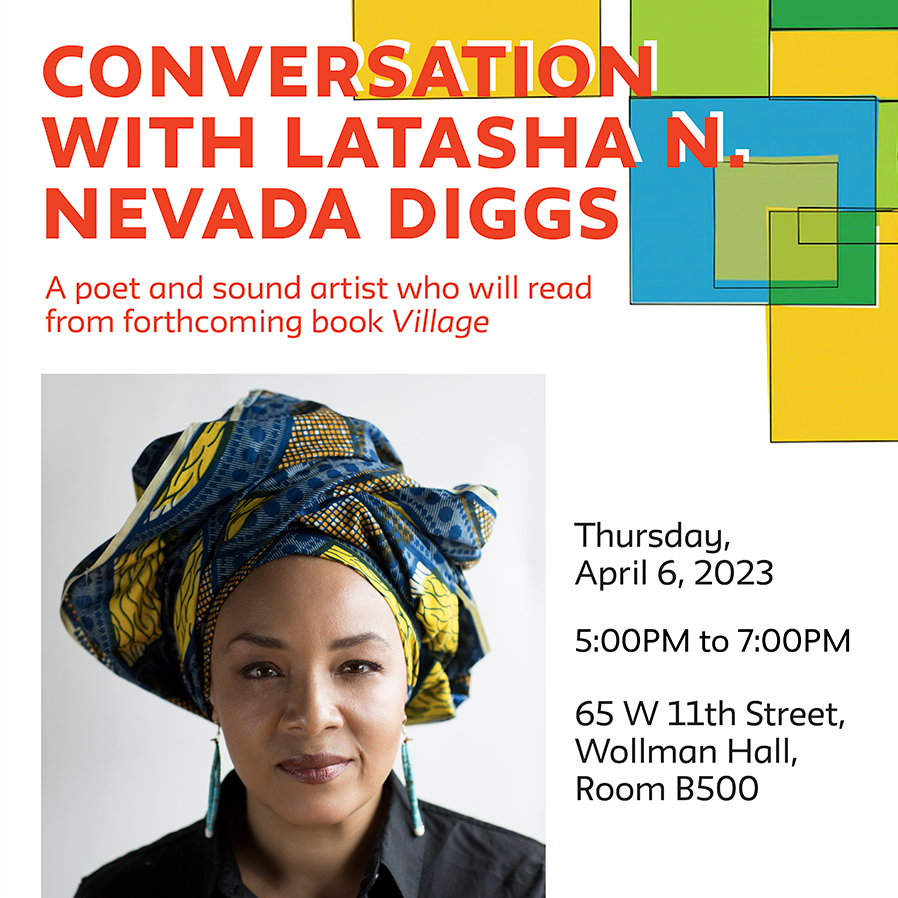 CONVERSATION
WITH LATASHA N.
NEVADA DIGGS
A poet and sound artist who will read
from forthcoming book Village
Thursday,
April 6, 2023
5:00PM to 7:00PM
65 W 11th Street,
Wollman Hall,
Room B500